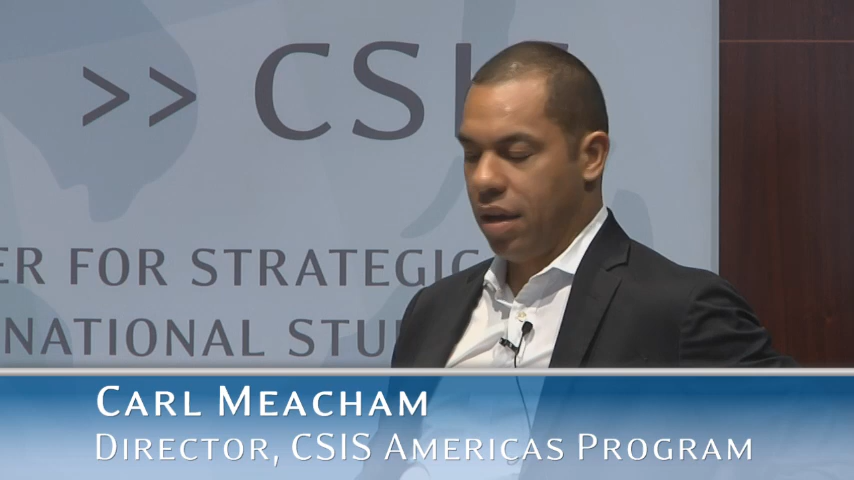 >> CSI
ER FOR STRATEGIC
NATIONAL STU
CARL MEACHAM
DIRECTOR, CSIS AMERICAS PROGRAM